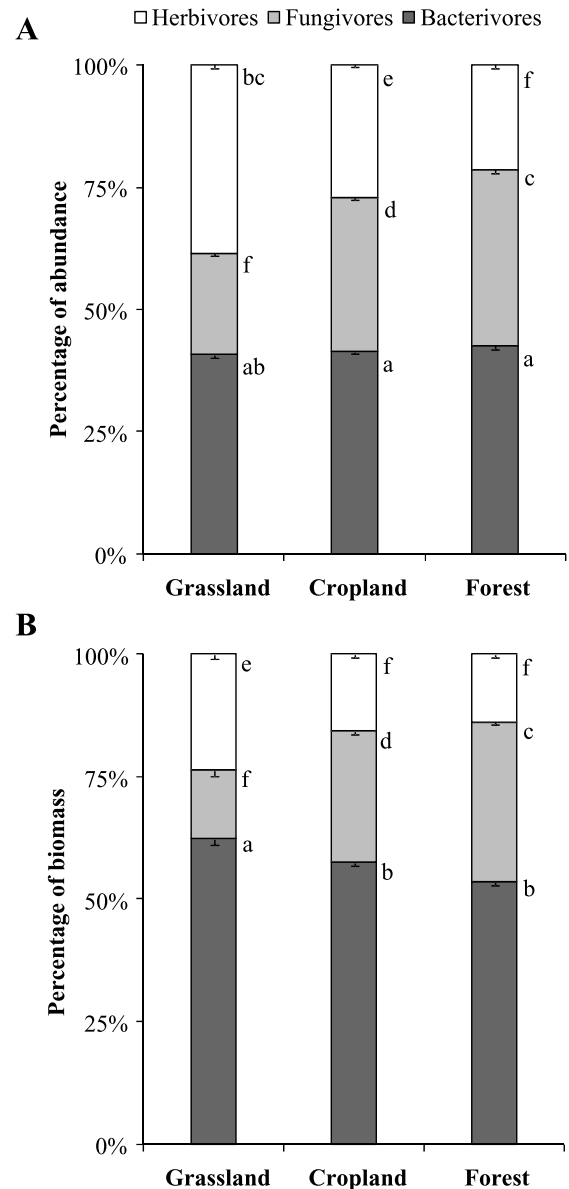 Herbivores Fungivores Bacterivores
A
100%
75%
50%
25%
0%
Percentage of abundance
bc
f
ab
e
d
a
f
c
a
Grassland Cropland Forest
B
100%
75%
50%
25%
0%
Percentage of biomass
e
f
a
f
d
b
f
c
b
Grassland Cropland Forest